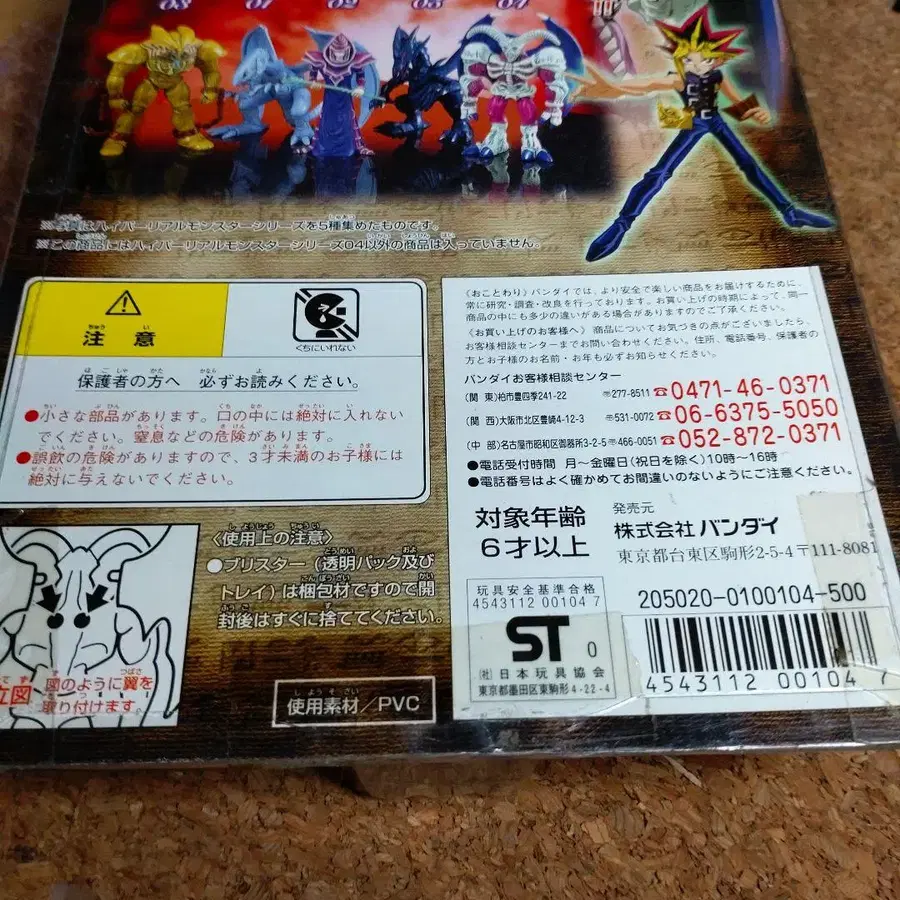 03 01 02 05 04
※写真はハイパーリアルモンスターシリーズを5種集めたものです。
※この商品にはハイパーリアルモンスターシリーズ04以外の商品は入っていません。
注意
くちにいれない
保護者の方へ 必ずお読みください。
●小さな部品があります。口の中には絶対に入れない
でください。窒息などの危険があります。
●誤飲の危険がありますので、3才未満のお子様には
絶対に与えないでください。
立図 図のように翼を
取り付けます。
〈使用上の注意〉
●ブリスター(透明パック及び
トレイ)は梱包材ですので開
封後はすぐに捨ててください。
使用素材/PVC
《おことわり》バンダイでは、より安全で楽しい商品をお届けするために、
常に研究・調査・改良を行っております。お買い上げの時期によって、同一
商品の中にも多少の違いがある場合がありますのでご了承ください。
《お買い上げのお客様へ》商品についてお気づきの点がございましたら、
お客様相談センターまでお問い合わせください。住所、電話番号、保護者の
方とお子様のお名前・お年も必ずお知らせください。
バンダイお客様相談センター
(関 東)柏市豊四季241-22 〒277-8511 ☎0471-46-0371
(関 西)大阪市北区豊崎4-12-3 〒531-0072 ☎06-6375-5050
(中 部)名古屋市昭和区御器所3-2-5 〒466-0051 ☎052-872-0371
●電話受付時間 月〜金曜日(祝日を除く)10時〜16時
●電話番号はよく確かめてお間違いのないようにご注意ください。
対象年齢
6才以上
発売元
株式会社 バンダイ
東京都台東区駒形2-5-4〒111-8081
玩具安全基準合格
4543112 00104 7
ST 0
(社)日本玩具協会
東京都墨田区東駒形4-22-4
205020-0100104-500
4543112 00104 7